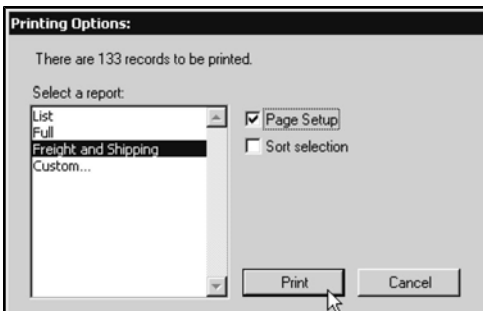 Printing Options:
There are 133 records to be printed.
Select a report:
List
Full
Freight and Shipping
Custom...
Page Setup
Sort selection
Print
Cancel